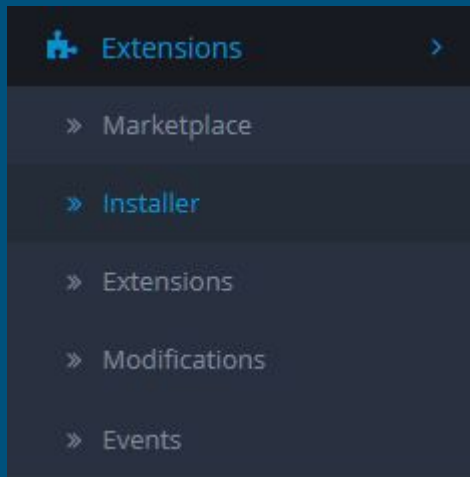 Extensions
Marketplace
Installer
Extensions
Modifications
Events